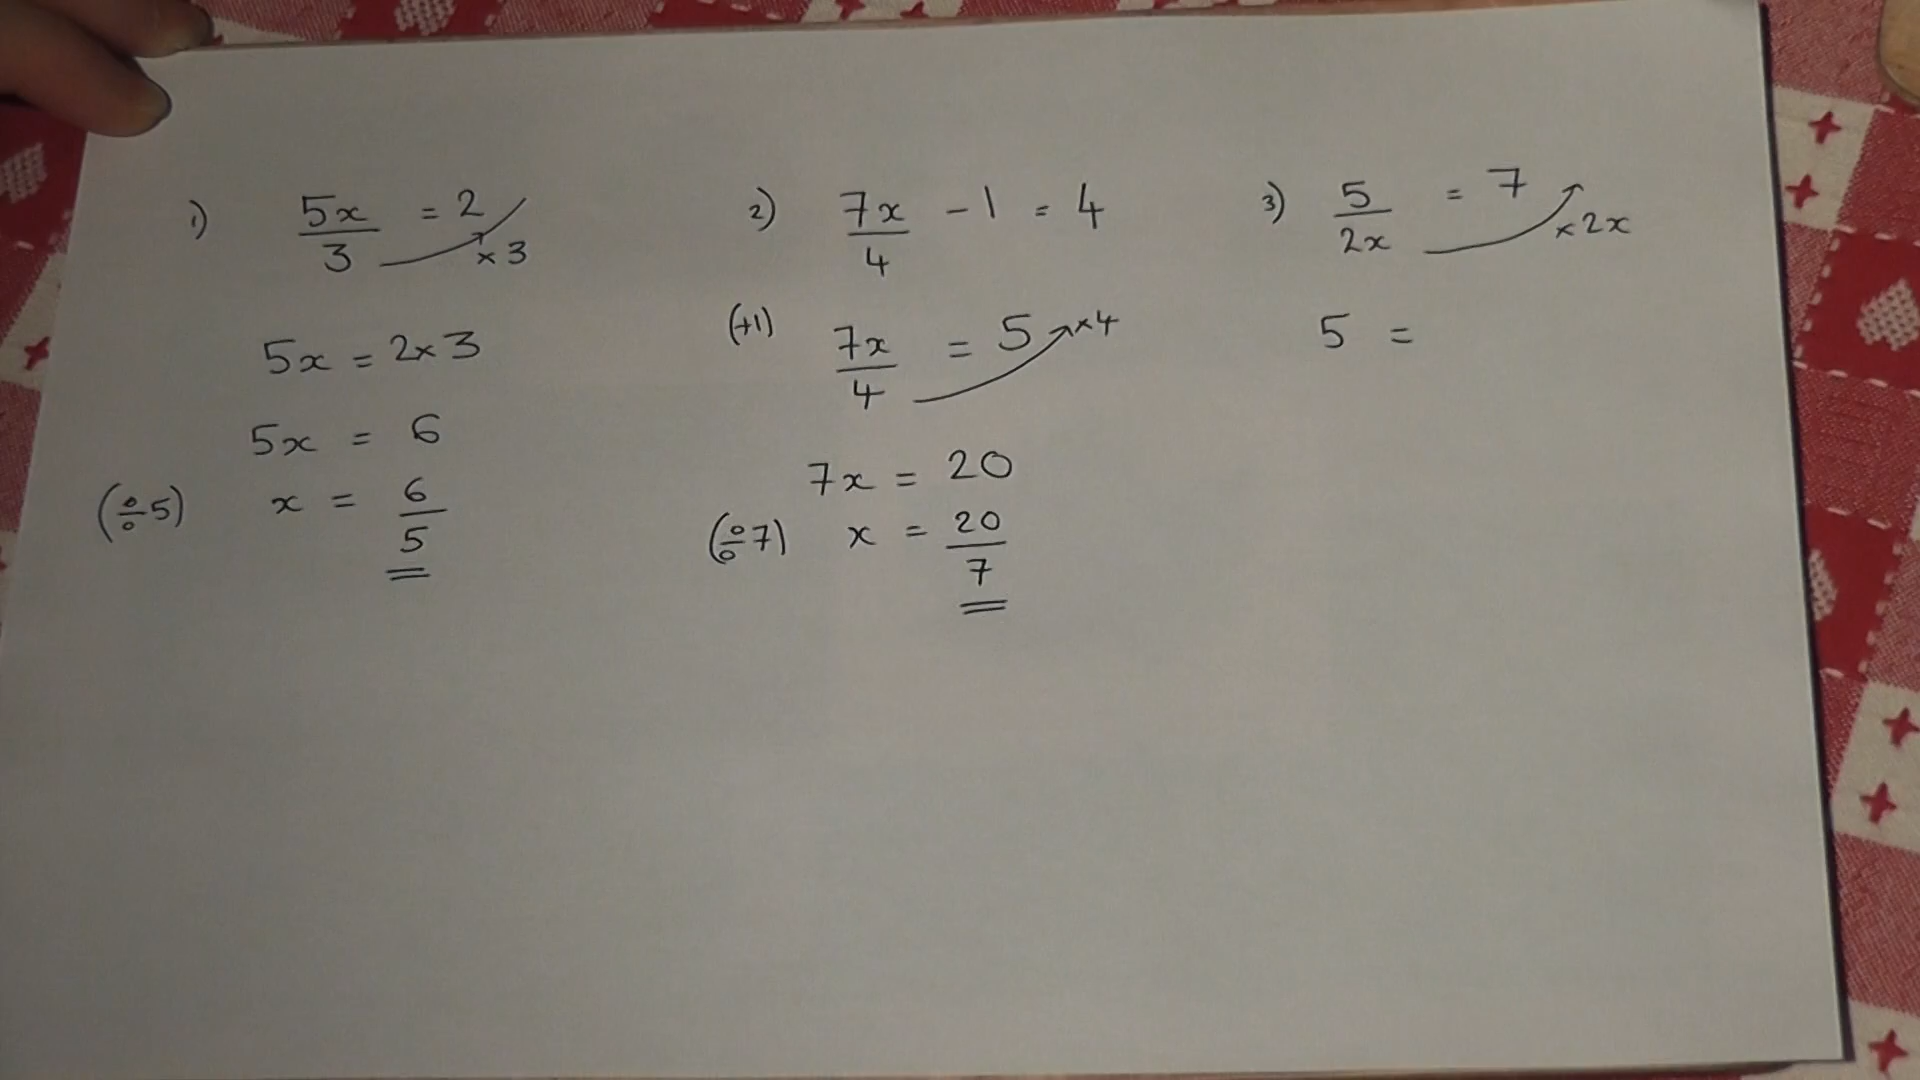 1) 5x/3 = 2 ×3
5x = 2×3
5x = 6
(÷5) x = 6/5
2) 7x/4 - 1 = 4
(+1) 7x/4 = 5 ×4
7x = 20
(÷7) x = 20/7
3) 5/2x = 7 ×2x
5 =